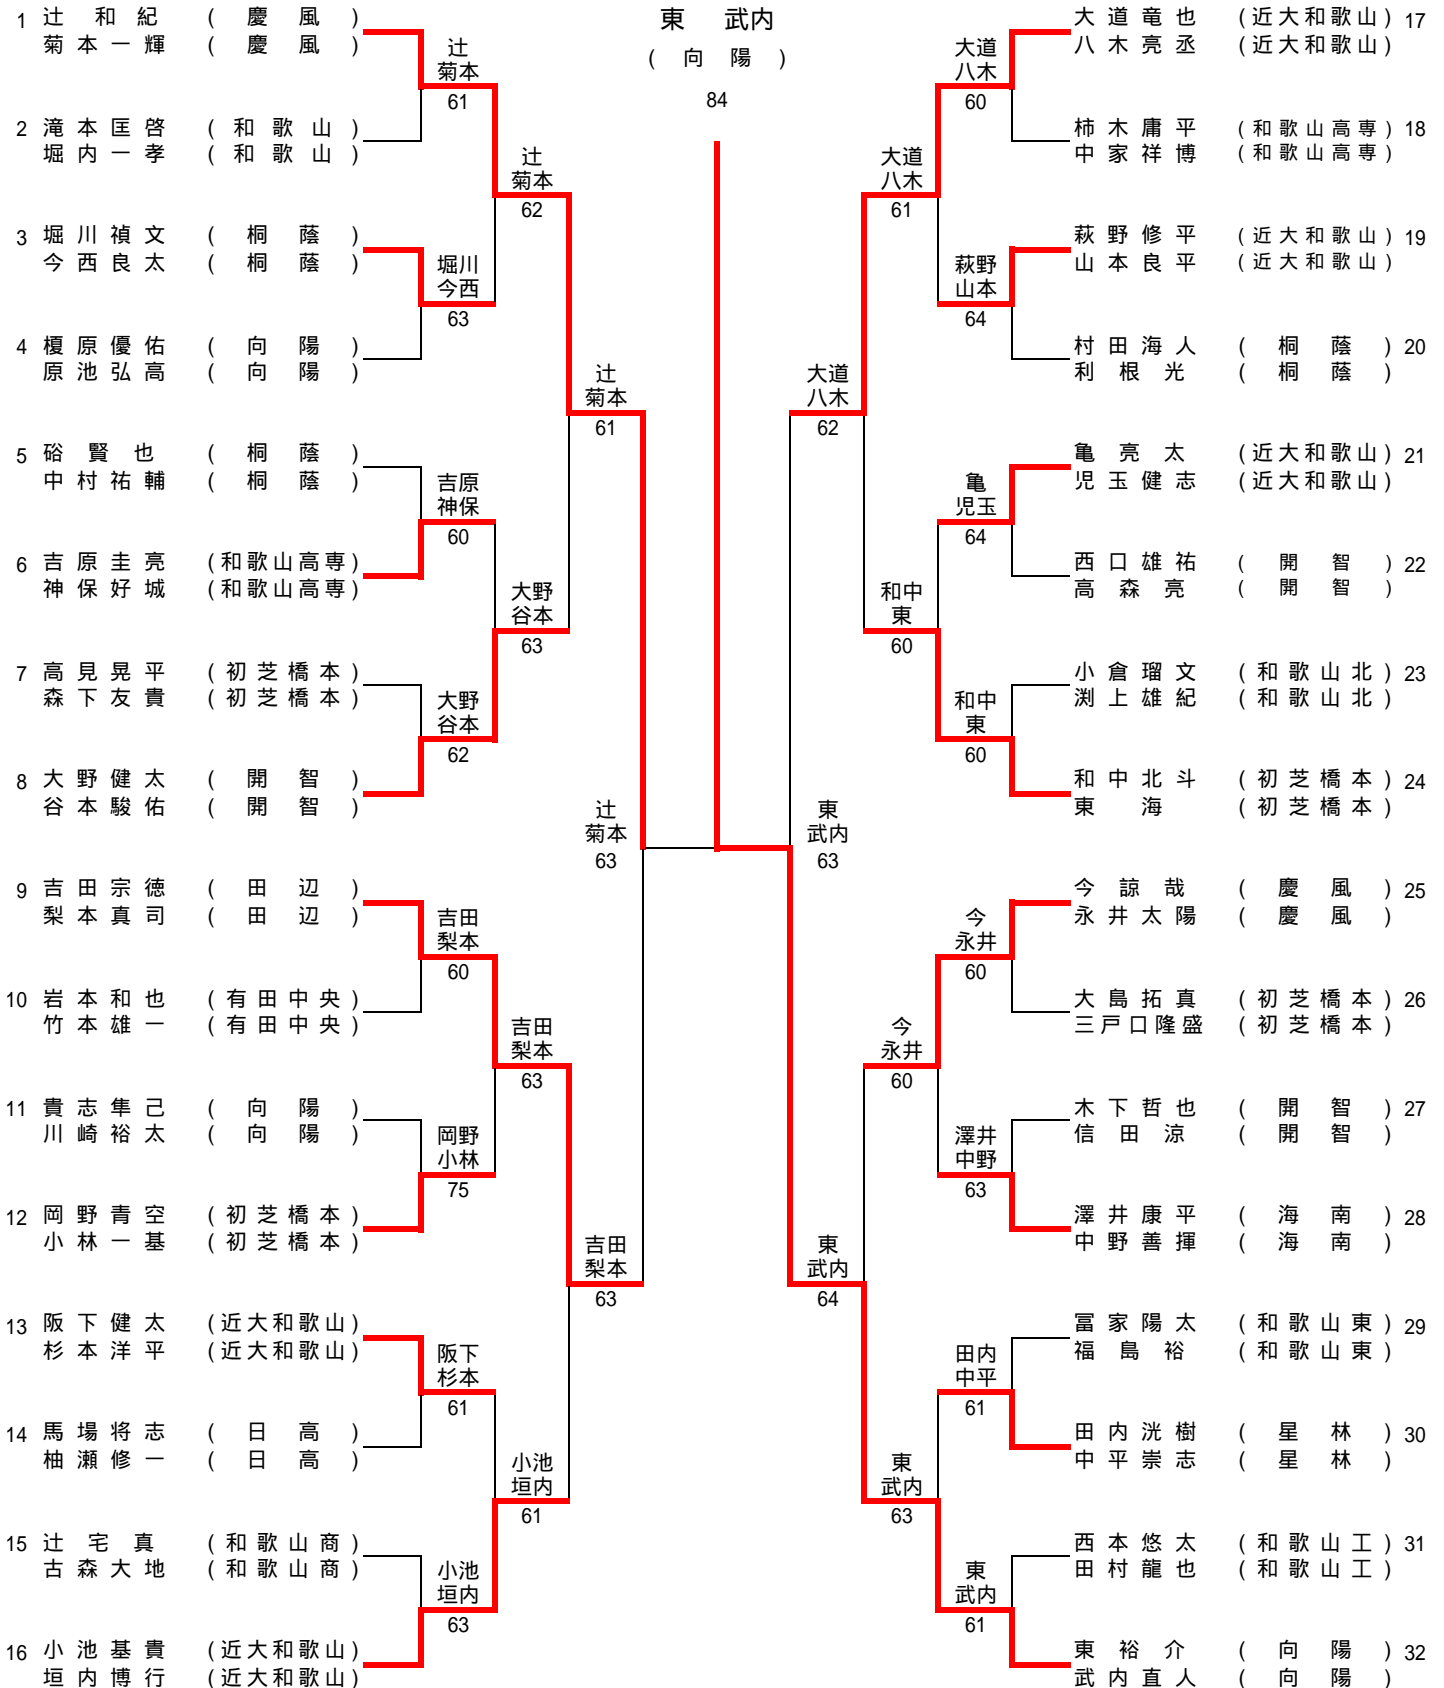 東 武内
( 向 陽 )
84
1 辻 和 紀 ( 慶 風 )
菊 本 一 輝 ( 慶 風 )
2 滝 本 匡 啓 ( 和 歌 山 )
堀 内 一 孝 ( 和 歌 山 )
3 堀 川 禎 文 ( 桐 蔭 )
今 西 良 太 ( 桐 蔭 )
4 榎 原 優 佑 ( 向 陽 )
原 池 弘 高 ( 向 陽 )
5 硲 賢 也 ( 桐 蔭 )
中 村 祐 輔 ( 桐 蔭 )
6 吉 原 圭 亮 (和歌山高専)
神 保 好 城 (和歌山高専)
7 高 見 晃 平 ( 初 芝 橋 本 )
森 下 友 貴 ( 初 芝 橋 本 )
8 大 野 健 太 ( 開 智 )
谷 本 駿 佑 ( 開 智 )
9 吉 田 宗 徳 ( 田 辺 )
梨 本 真 司 ( 田 辺 )
10 岩 本 和 也 ( 有 田 中 央 )
竹 本 雄 一 ( 有 田 中 央 )
11 貴 志 隼 己 ( 向 陽 )
川 崎 裕 太 ( 向 陽 )
12 岡 野 青 空 ( 初 芝 橋 本 )
小 林 一 基 ( 初 芝 橋 本 )
13 阪 下 健 太 (近大和歌山)
杉 本 洋 平 (近大和歌山)
14 馬 場 将 志 ( 日 高 )
柚 瀬 修 一 ( 日 高 )
15 辻 宅 真 ( 和 歌 山 商 )
古 森 大 地 ( 和 歌 山 商 )
16 小 池 基 貴 (近大和歌山)
垣 内 博 行 (近大和歌山)
辻
菊本
61
堀川
今西
63
吉原
神保
60
大野
谷本
62
吉田
梨本
60
岡野
小林
75
阪下
杉本
61
小池
垣内
63
辻
菊本
62
大野
谷本
63
吉田
梨本
63
小池
垣内
61
辻
菊本
61
吉田
梨本
63
辻
菊本
63
東
武内
63
大道
八木
62
東
武内
64
大道
八木
61
和中
東
60
今
永井
60
東
武内
63
大道
八木
60
萩野
山本
64
亀
児玉
64
和中
東
60
今
永井
60
澤井
中野
63
田内
中平
61
東
武内
61
大 道 竜 也 (近大和歌山) 17
八 木 亮 丞 (近大和歌山)
柿 木 庸 平 (和歌山高専) 18
中 家 祥 博 (和歌山高専)
萩 野 修 平 (近大和歌山) 19
山 本 良 平 (近大和歌山)
村 田 海 人 ( 桐 蔭 ) 20
利 根 光 ( 桐 蔭 )
亀 亮 太 (近大和歌山) 21
児 玉 健 志 (近大和歌山)
西 口 雄 祐 ( 開 智 ) 22
高 森 亮 ( 開 智 )
小 倉 瑠 文 ( 和 歌 山 北 ) 23
渕 上 雄 紀 ( 和 歌 山 北 )
和 中 北 斗 ( 初 芝 橋 本 ) 24
東 海 ( 初 芝 橋 本 )
今 諒 哉 ( 慶 風 ) 25
永 井 太 陽 ( 慶 風 )
大 島 拓 真 ( 初 芝 橋 本 ) 26
三戸口隆盛 ( 初 芝 橋 本 )
木 下 哲 也 ( 開 智 ) 27
信 田 涼 ( 開 智 )
澤 井 康 平 ( 海 南 ) 28
中 野 善 揮 ( 海 南 )
冨 家 陽 太 ( 和 歌 山 東 ) 29
福 島 裕 ( 和 歌 山 東 )
田 内 洸 樹 ( 星 林 ) 30
中 平 崇 志 ( 星 林 )
西 本 悠 太 ( 和 歌 山 工 ) 31
田 村 龍 也 ( 和 歌 山 工 )
東 裕 介 ( 向 陽 ) 32
武 内 直 人 ( 向 陽 )